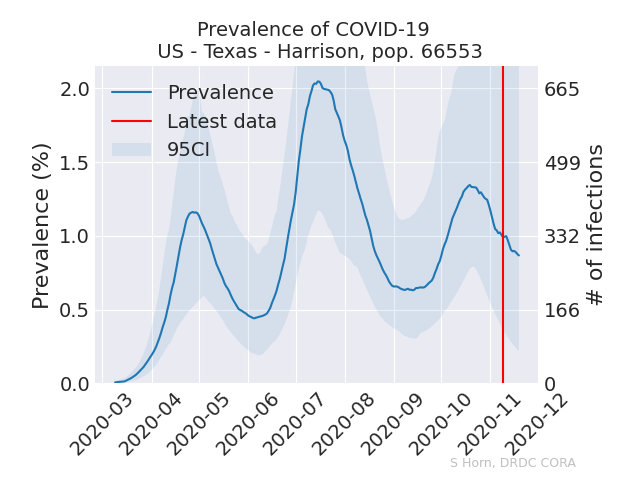 Prevalence of COVID-19
US - Texas - Harrison, pop. 66553
Prevalence (%)
2.0
1.5
1.0
0.5
0.0
Prevalence
Latest data
95CI
665
499
332
166
0
# of infections
2020-03
2020-04
2020-05
2020-06
2020-07
2020-08
2020-09
2020-10
2020-11
2020-12
S Horn, DRDC CORA